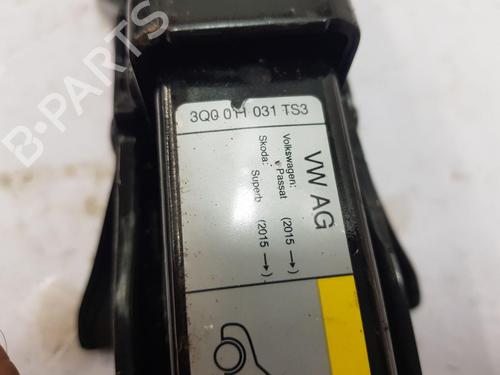 3Q0 011 031 TS3
VW AG
Volkswagen: Passat (2015 →)
Skoda: Superb (2015 →)
B-PARTS